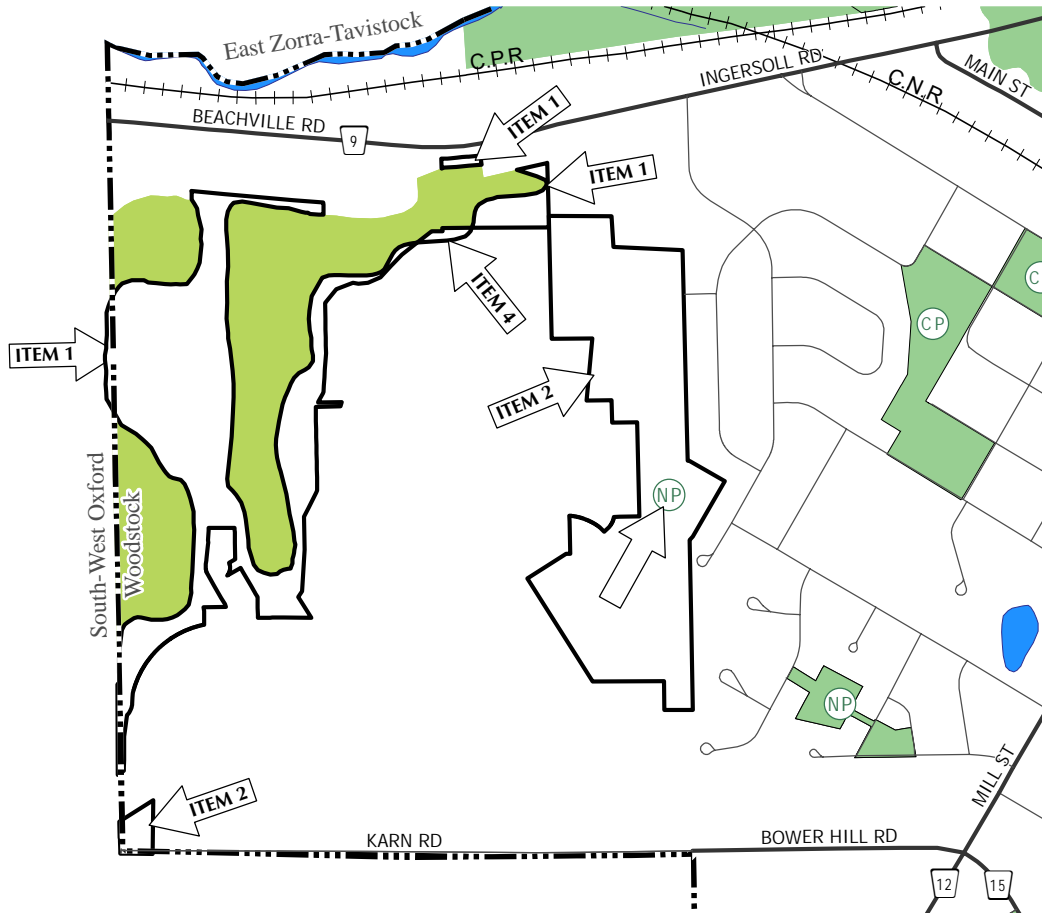 East Zorra-Tavistock
C.P.R
INGERSOLL RD
MAIN ST
C.N.R
BEACHVILLE RD
9
ITEM 1
ITEM 1
C
CP
ITEM 4
ITEM 1
ITEM 2
NP
South-West Oxford
Woodstock
NP
MILL ST
ITEM 2
KARN RD
BOWER HILL RD
12
15